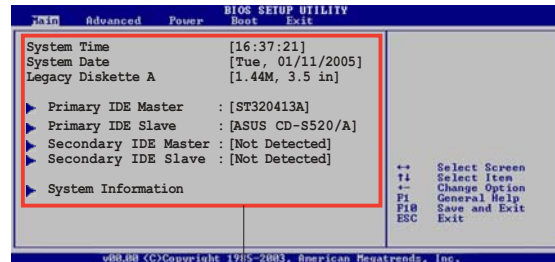 BIOS SETUP UTILITY
Main Advanced Power Boot Exit
System Time [16:37:21]
System Date [Tue, 01/11/2005]
Legacy Diskette A [1.44M, 3.5 in]
Primary IDE Master : [ST320413A]
Primary IDE Slave : [ASUS CD-S520/A]
Secondary IDE Master : [Not Detected]
Secondary IDE Slave : [Not Detected]
System Information
↔ Select Screen
↑↓ Select Item
+- Change Option
F1 General Help
F10 Save and Exit
ESC Exit
v00.00 (C)Copyright 1985-2003, American Megatrends, Inc.